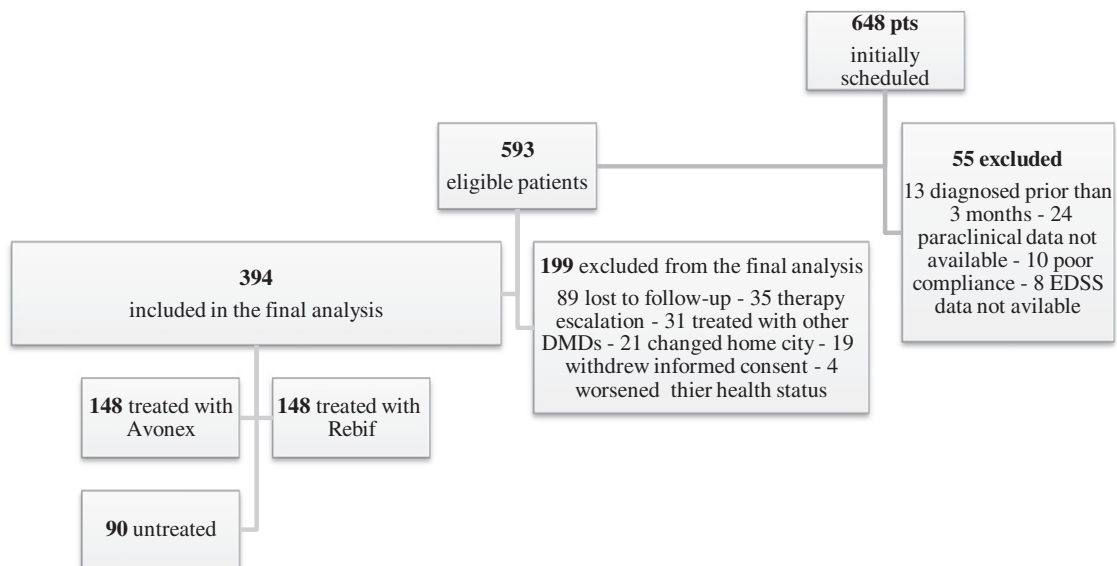 648 pts
initially
scheduled
593
eligible patients
55 excluded
13 diagnosed prior than
3 months - 24
paraclinical data not
available - 10 poor
compliance - 8 EDSS
data not avilable
394
included in the final analysis
199 excluded from the final analysis
89 lost to follow-up - 35 therapy
escalation - 31 treated with other
DMDs - 21 changed home city - 19
withdrew informed consent - 4
worsened thier health status
148 treated with
Avonex
148 treated with
Rebif
90 untreated